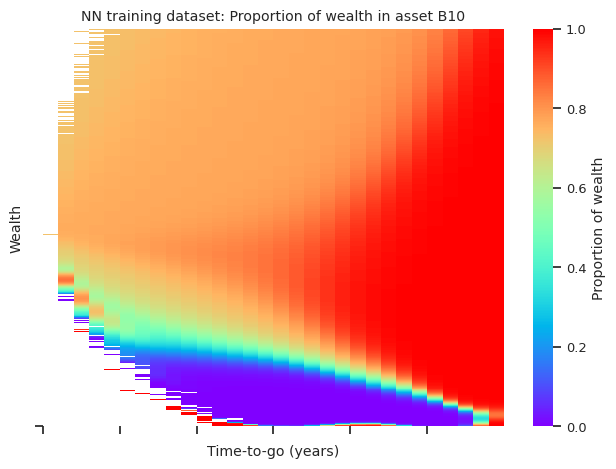 NN training dataset: Proportion of wealth in asset B10
Wealth
Time-to-go (years)
1.0
0.8
0.6
0.4
0.2
0.0
Proportion of wealth